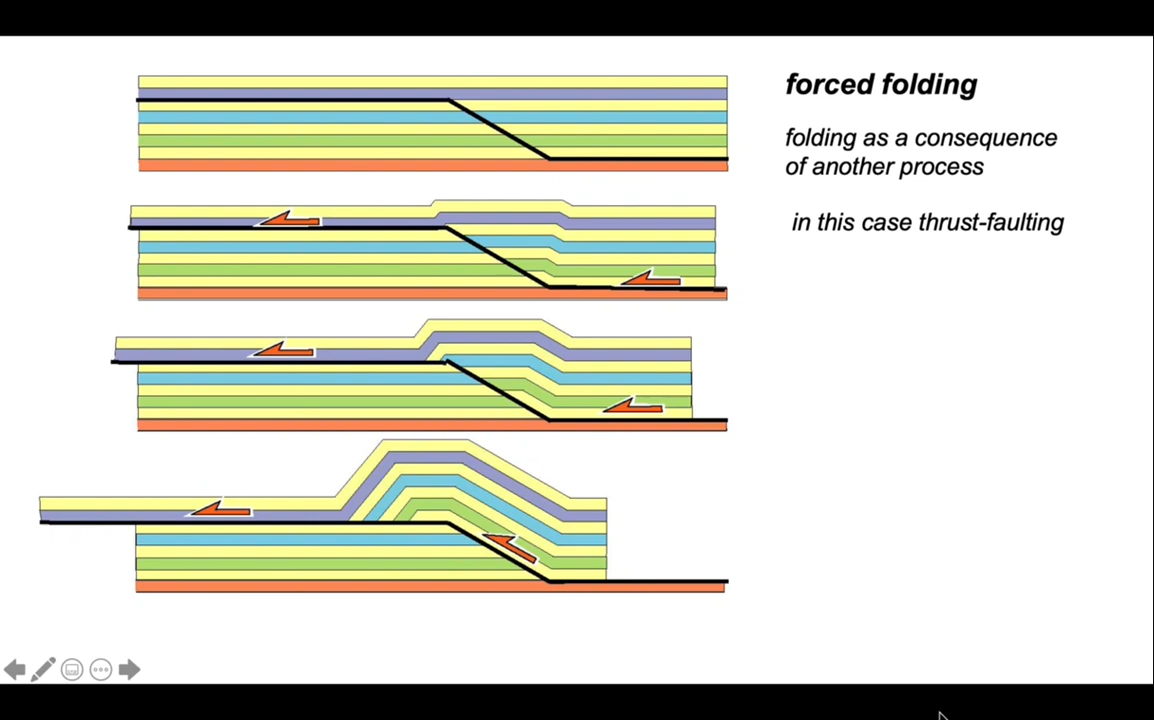 forced folding
folding as a consequence
of another process
in this case thrust-faulting